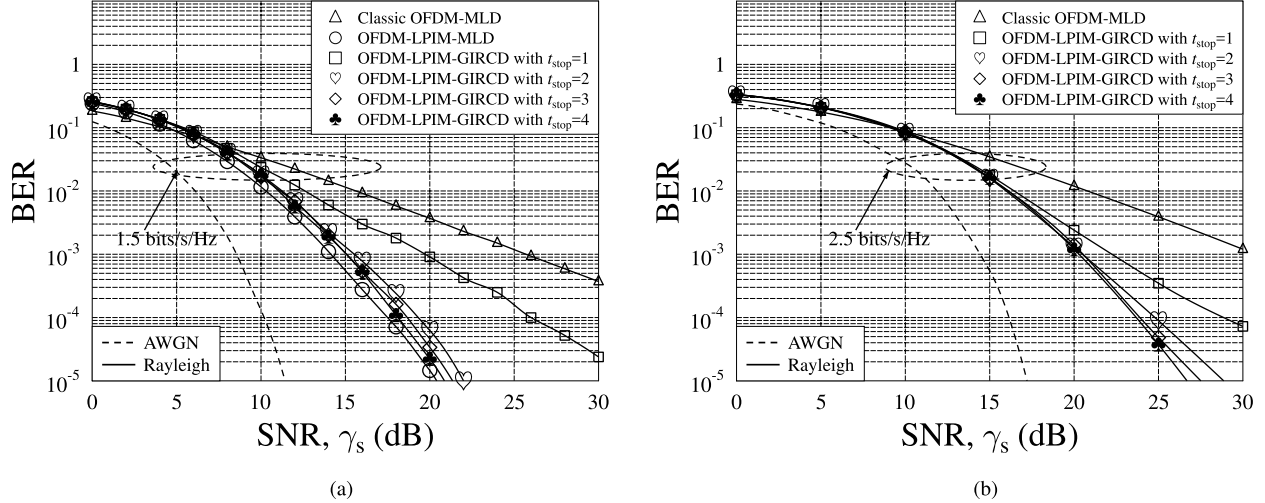 Classic OFDM-MLD
OFDM-LPIM-MLD
OFDM-LPIM-GIRCD with t_stop=1
OFDM-LPIM-GIRCD with t_stop=2
OFDM-LPIM-GIRCD with t_stop=3
OFDM-LPIM-GIRCD with t_stop=4
1
10^-1
10^-2
10^-3
10^-4
10^-5
BER
1.5 bits/s/Hz
AWGN
Rayleigh
0 5 10 15 20 25 30
SNR, γ_s (dB)
(a)
Classic OFDM-MLD
OFDM-LPIM-GIRCD with t_stop=1
OFDM-LPIM-GIRCD with t_stop=2
OFDM-LPIM-GIRCD with t_stop=3
OFDM-LPIM-GIRCD with t_stop=4
1
10^-1
10^-2
10^-3
10^-4
10^-5
BER
2.5 bits/s/Hz
AWGN
Rayleigh
0 5 10 15 20 25 30
SNR, γ_s (dB)
(b)